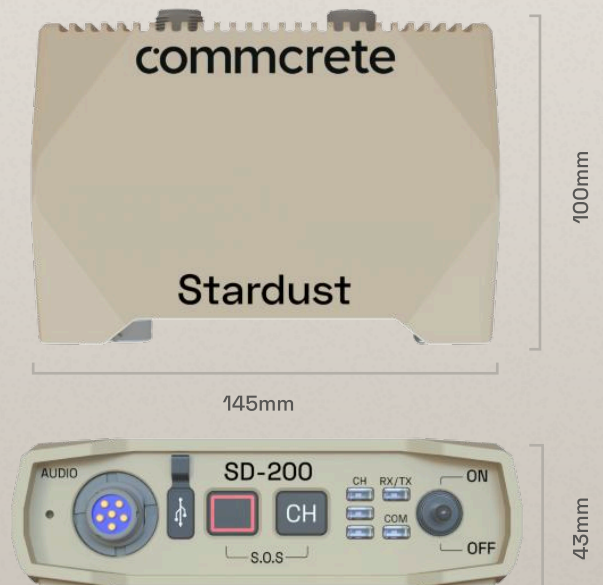 commcrete
Stardust
100mm
145mm
AUDIO
SD-200
CH
CH RX/TX
COM
S.O.S
ON
OFF
43mm